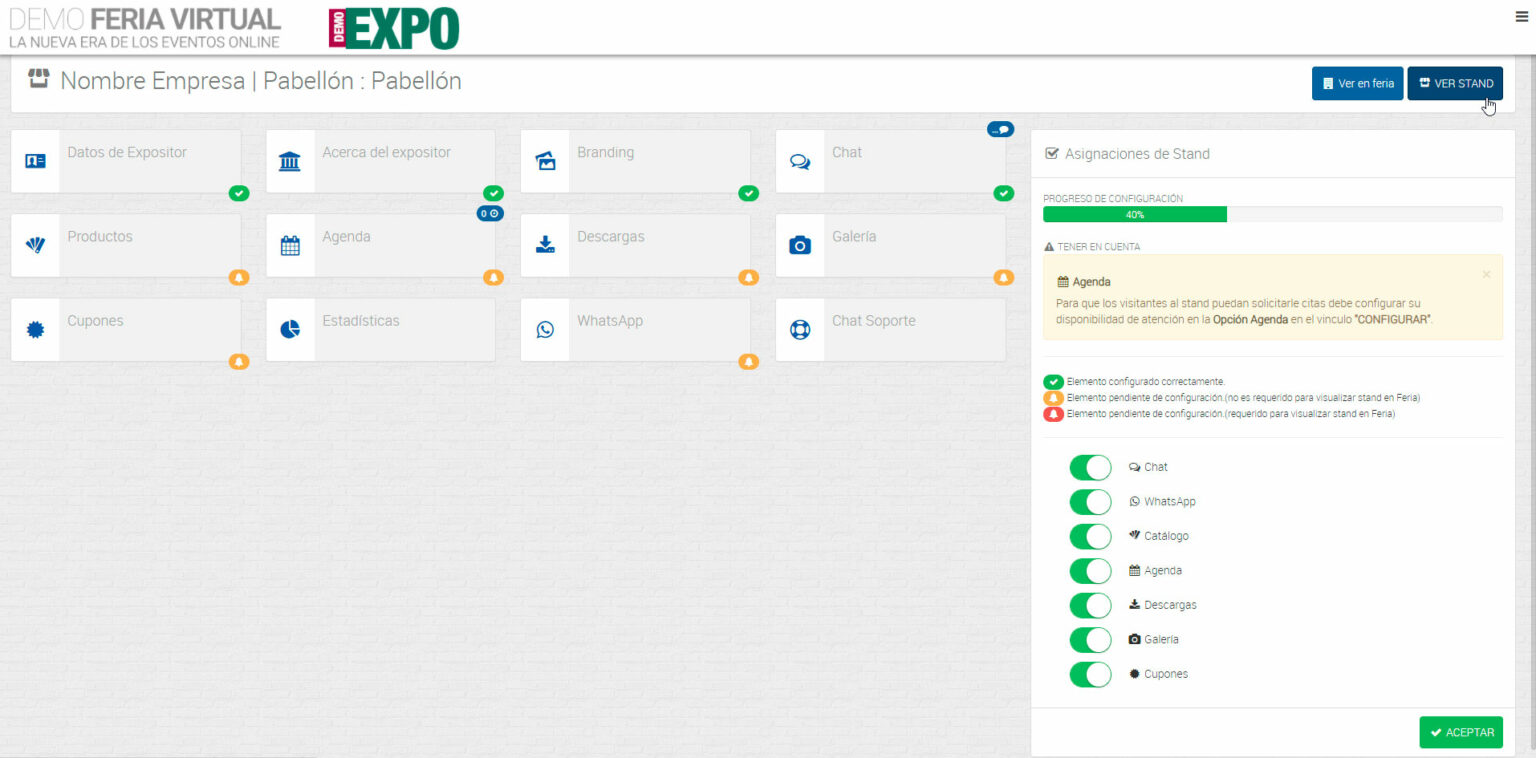 DEMO FERIA VIRTUAL
LA NUEVA ERA DE LOS EVENTOS ONLINE
DEMO EXPO
Nombre Empresa | Pabellón : Pabellón
Ver en feria
VER STAND
Datos de Expositor
Acerca del expositor
Branding
Chat
...
Productos
Agenda
0
Descargas
Galería
Cupones
Estadísticas
WhatsApp
Chat Soporte
Asignaciones de Stand
PROGRESO DE CONFIGURACIÓN
40%
TENER EN CUENTA
×
Agenda
Para que los visitantes al stand puedan solicitarle citas debe configurar su
disponibilidad de atención en la Opción Agenda en el vinculo "CONFIGURAR".
Elemento configurado correctamente.
Elemento pendiente de configuración.(no es requerido para visualizar stand en Feria)
Elemento pendiente de configuración.(requerido para visualizar stand en Feria)
Chat
WhatsApp
Catálogo
Agenda
Descargas
Galería
Cupones
ACEPTAR